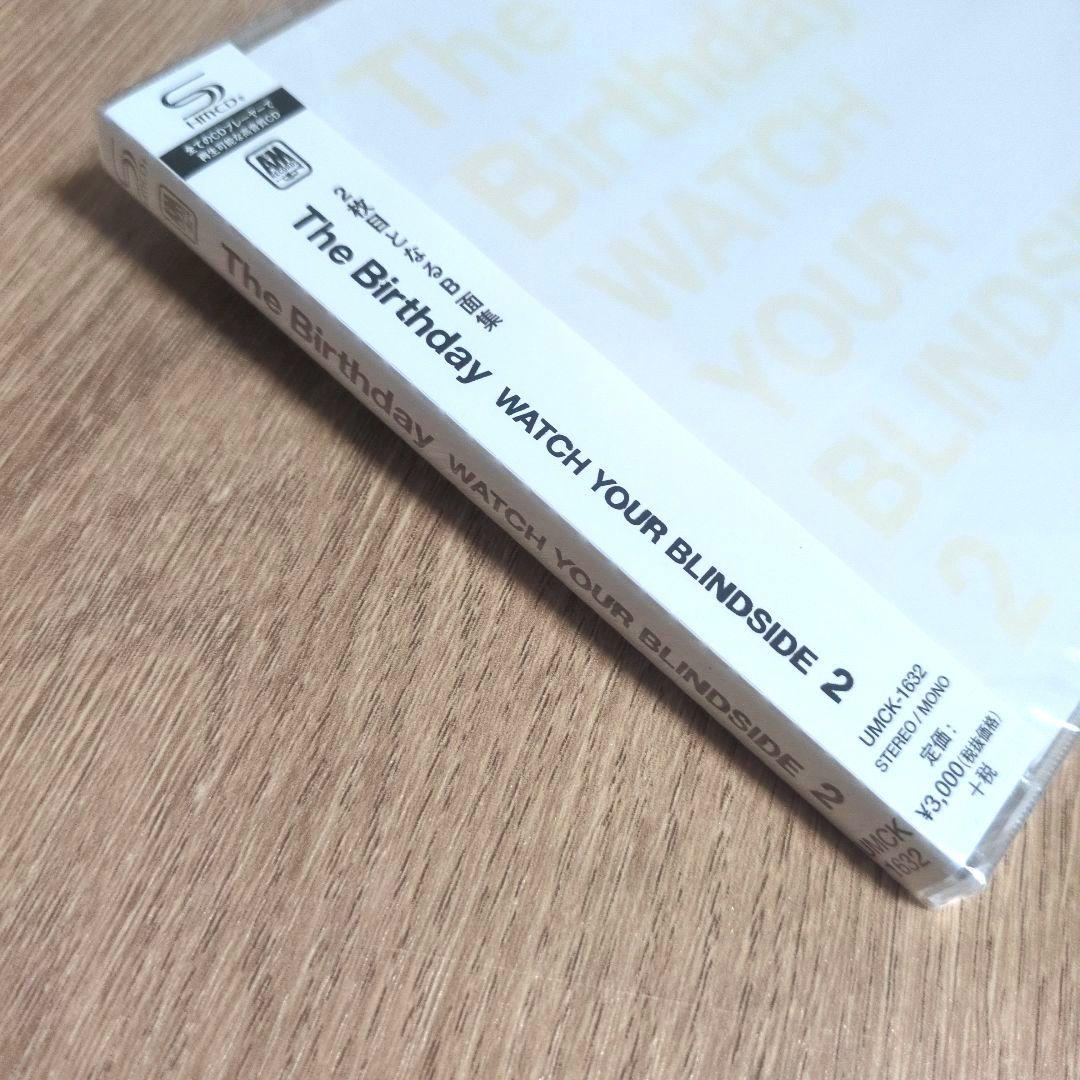 SHM-CD
全てのCDプレーヤーで
再生可能な高音質CD
A&M
RECORDS
2枚目となるB面集
The Birthday WATCH YOUR BLINDSIDE 2
UMCK-1632
STEREO/MONO
定価:
¥3,000(税抜価格)
+税
The Birthday WATCH YOUR BLINDSIDE 2
UMCK
1632
The
Birthday
WATCH
YOUR
BLINDSI
2